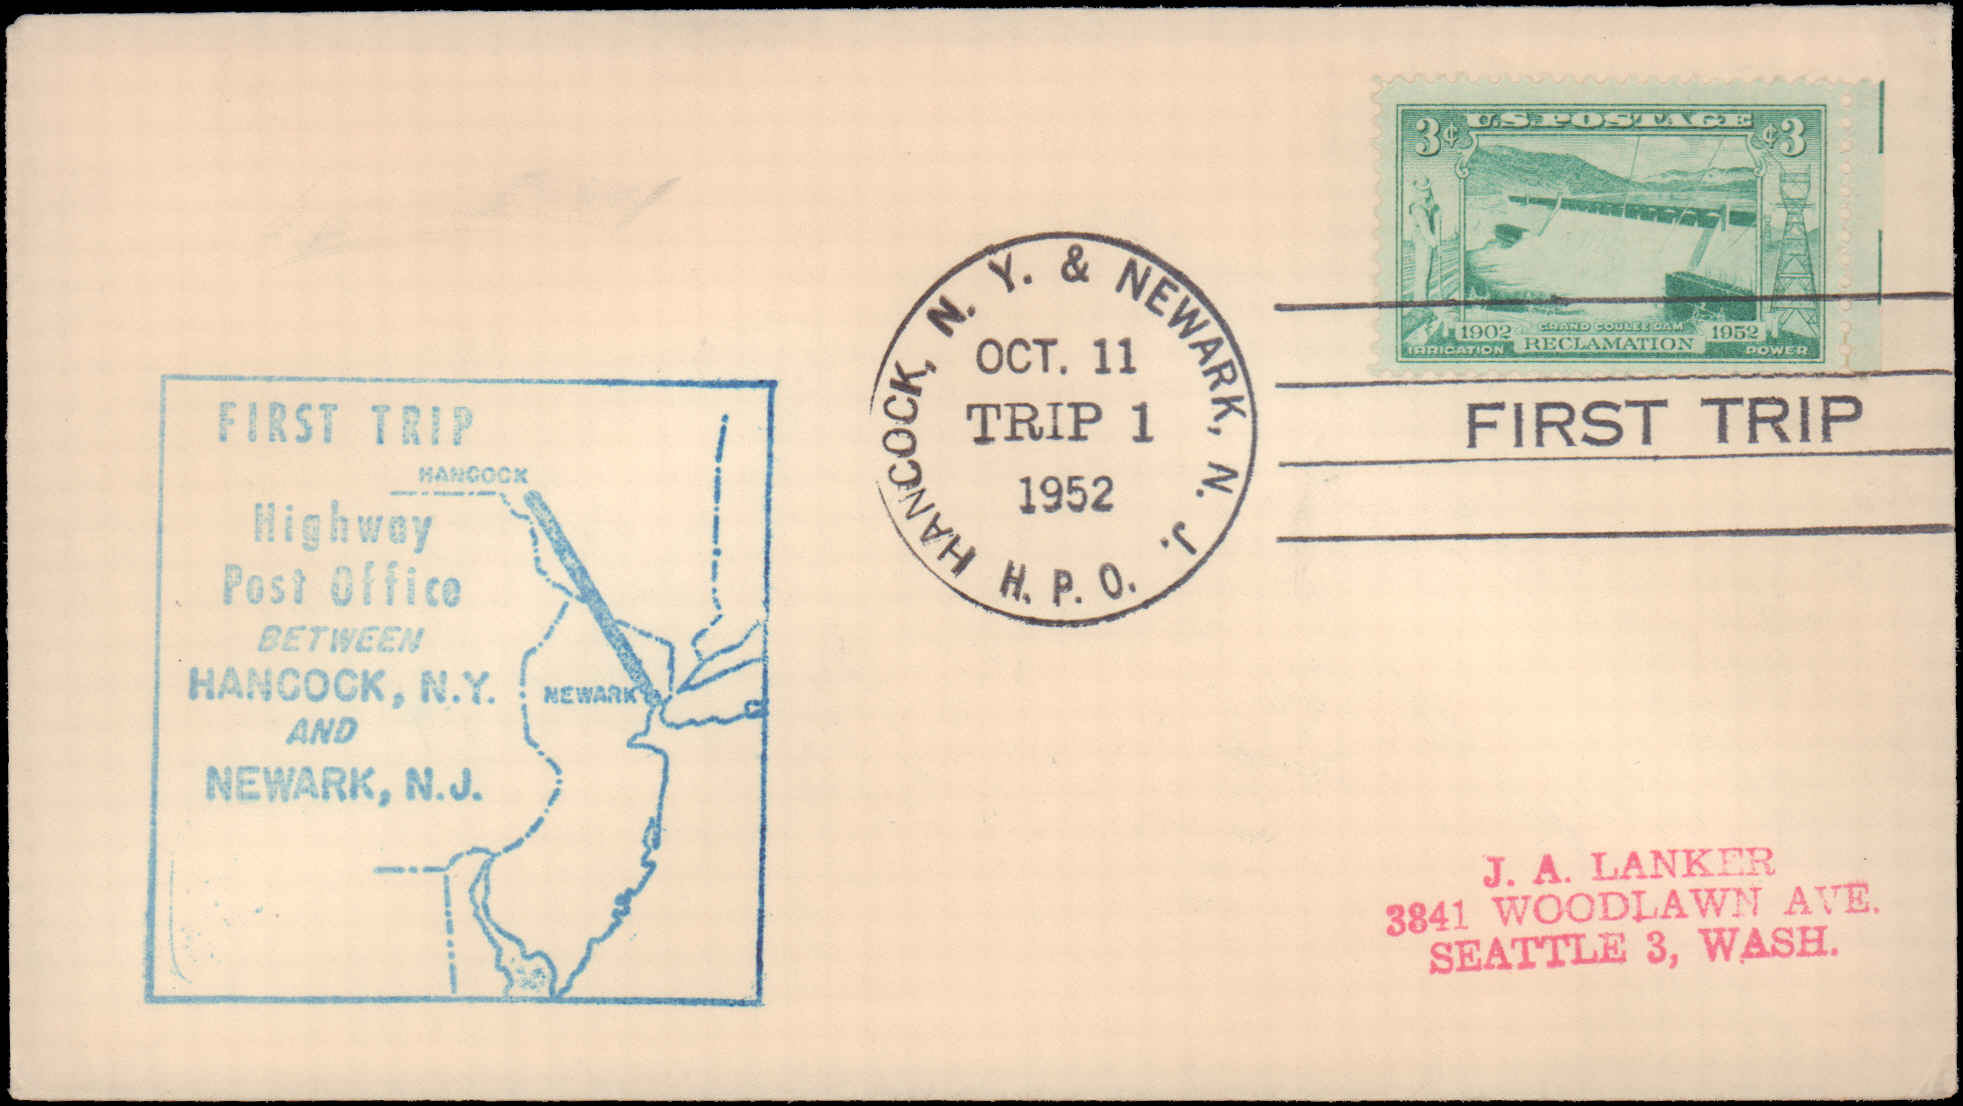 3¢ U.S. POSTAGE ¢3
1902 GRAND COULEE DAM 1952
IRRIGATION RECLAMATION POWER
HANCOCK, N. Y. & NEWARK, N. J.
OCT. 11
TRIP 1
1952
H. P. O.
FIRST TRIP
FIRST TRIP
HANCOCK
Highway
Post Office
BETWEEN
HANCOCK, N.Y.
AND
NEWARK, N.J.
NEWARK
J. A. LANKER
3841 WOODLAWN AVE.
SEATTLE 3, WASH.